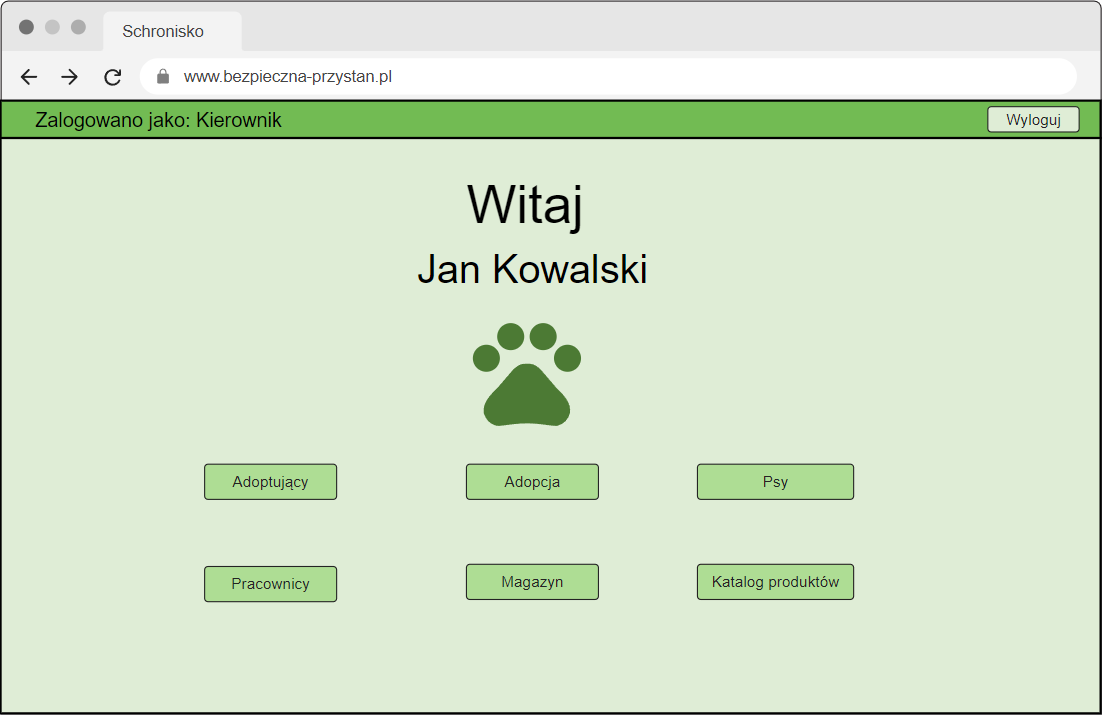 Schronisko
www.bezpieczna-przystan.pl
Zalogowano jako: Kierownik
Wyloguj
Witaj
Jan Kowalski
Adoptujący
Adopcja
Psy
Pracownicy
Magazyn
Katalog produktów